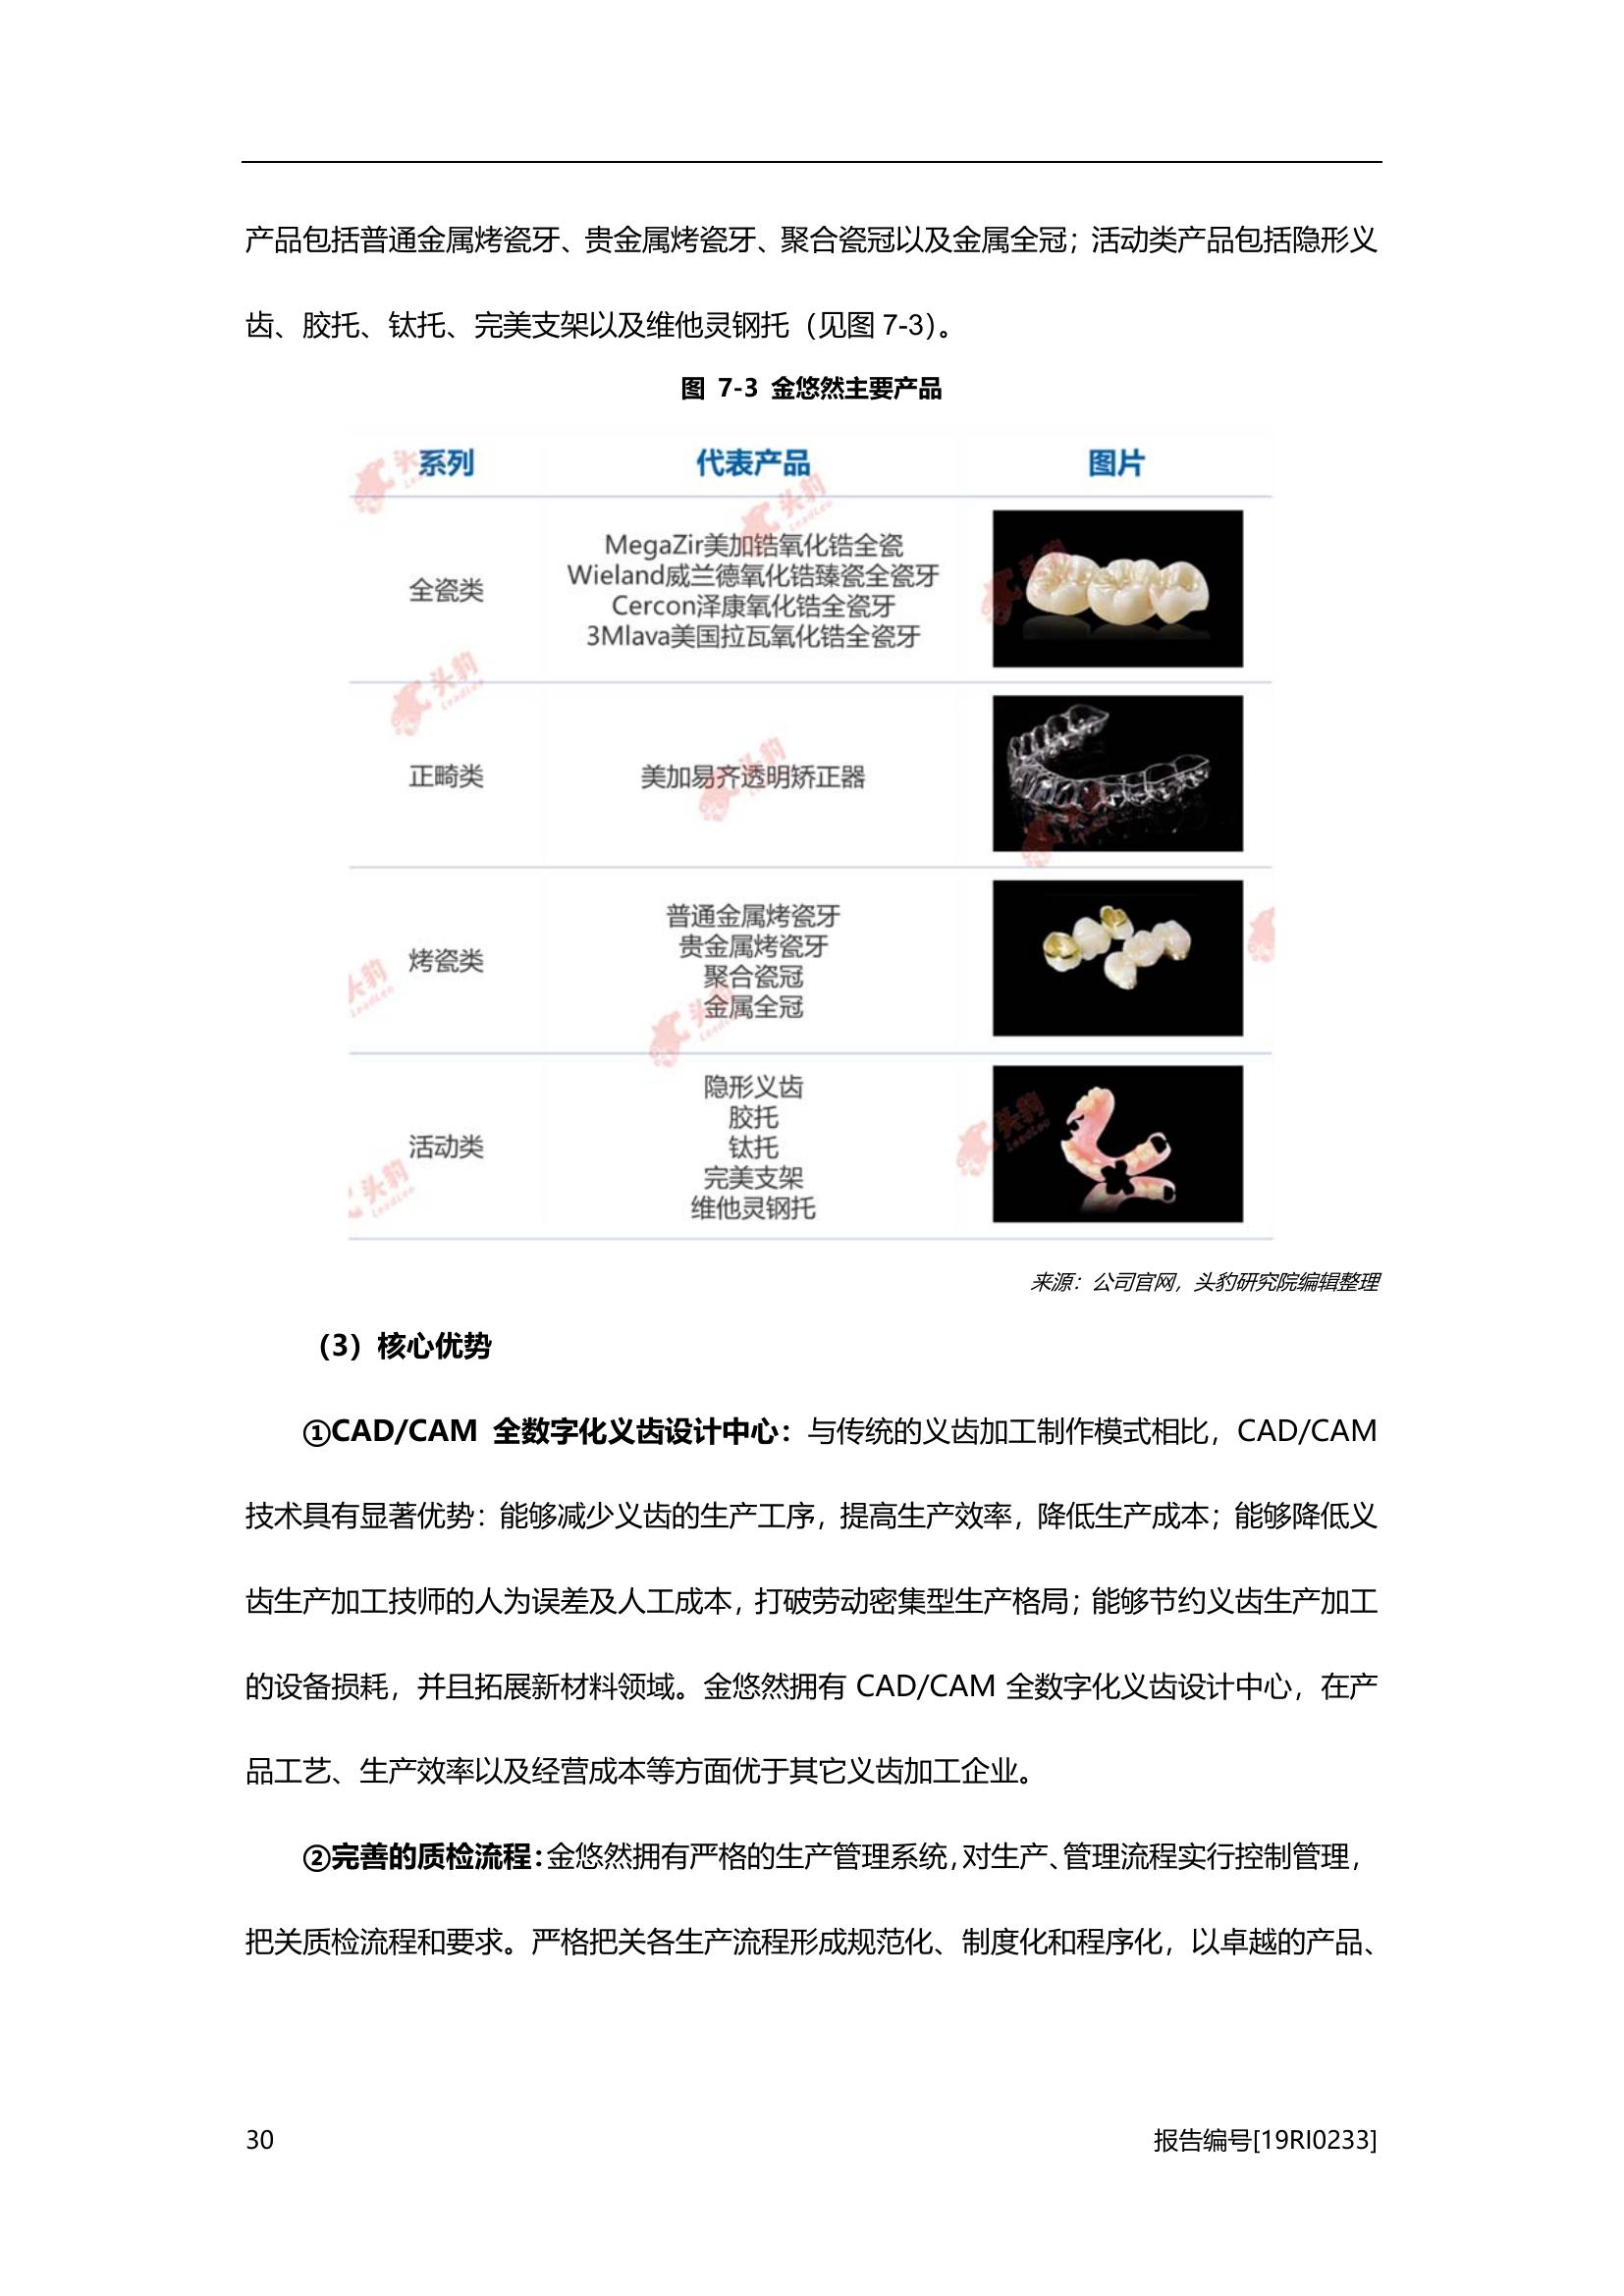 产品包括普通金属烤瓷牙、贵金属烤瓷牙、聚合瓷冠以及金属全冠；活动类产品包括隐形义
齿、胶托、钛托、完美支架以及维他灵钢托（见图 7-3）。
图 7-3 金悠然主要产品
系列 代表产品 图片
全瓷类
MegaZir美加锆氧化锆全瓷
Wieland威兰德氧化锆臻瓷全瓷牙
Cercon泽康氧化锆全瓷牙
3Mlava美国拉瓦氧化锆全瓷牙
正畸类
美加易齐透明矫正器
烤瓷类
普通金属烤瓷牙
贵金属烤瓷牙
聚合瓷冠
金属全冠
活动类
隐形义齿
胶托
钛托
完美支架
维他灵钢托
头豹
LeadLeo
来源：公司官网，头豹研究院编辑整理
（3）核心优势
①CAD/CAM 全数字化义齿设计中心：与传统的义齿加工制作模式相比，CAD/CAM
技术具有显著优势：能够减少义齿的生产工序，提高生产效率，降低生产成本；能够降低义
齿生产加工技师的人为误差及人工成本，打破劳动密集型生产格局；能够节约义齿生产加工
的设备损耗，并且拓展新材料领域。金悠然拥有 CAD/CAM 全数字化义齿设计中心，在产
品工艺、生产效率以及经营成本等方面优于其它义齿加工企业。
②完善的质检流程：金悠然拥有严格的生产管理系统，对生产、管理流程实行控制管理，
把关质检流程和要求。严格把关各生产流程形成规范化、制度化和程序化，以卓越的产品、
30
报告编号[19RI0233]